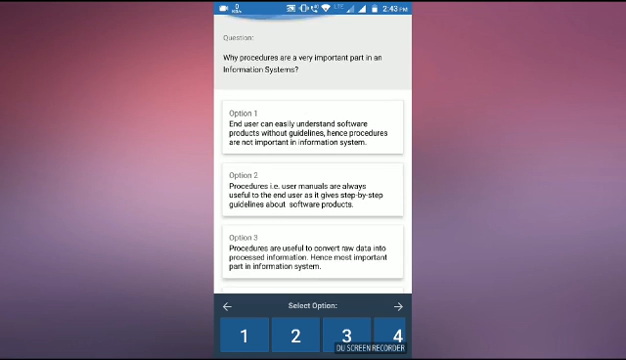 2:43 PM
Question:
Why procedures are a very important part in an
Information Systems?
Option 1
End user can easily understand software
products without guidelines, hence procedures
are not important in information system.
Option 2
Procedures i.e. user manuals are always
useful to the end user as it gives step-by-step
guidelines about software products.
Option 3
Procedures are useful to convert raw data into
processed information. Hence most important
part in information system.
Select Option:
1 2 3 4
DU SCREEN RECORDER